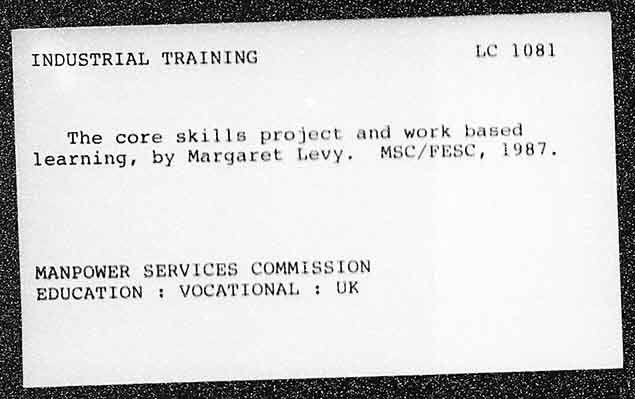 INDUSTRIAL TRAINING LC 1081
The core skills project and work based
learning, by Margaret Levy. MSC/FESC, 1987.
MANPOWER SERVICES COMMISSION
EDUCATION : VOCATIONAL : UK